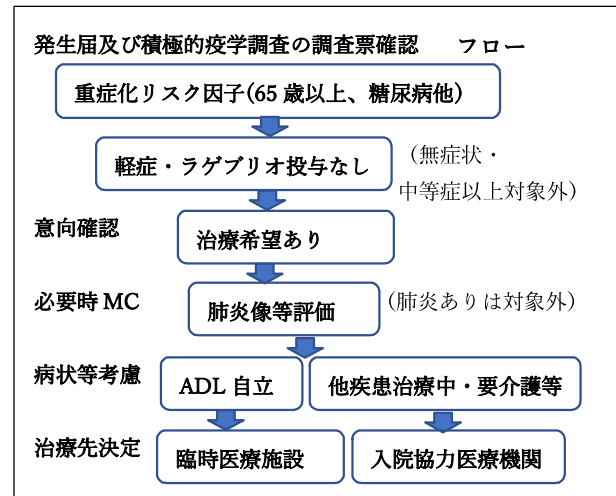 発生届及び積極的疫学調査の調査票確認　フロー
重症化リスク因子(65 歳以上、糖尿病他)
軽症・ラゲブリオ投与なし
（無症状・
中等症以上対象外）
意向確認
治療希望あり
必要時 MC
肺炎像等評価
(肺炎ありは対象外）
病状等考慮
ADL 自立
他疾患治療中・要介護等
治療先決定
臨時医療施設
入院協力医療機関